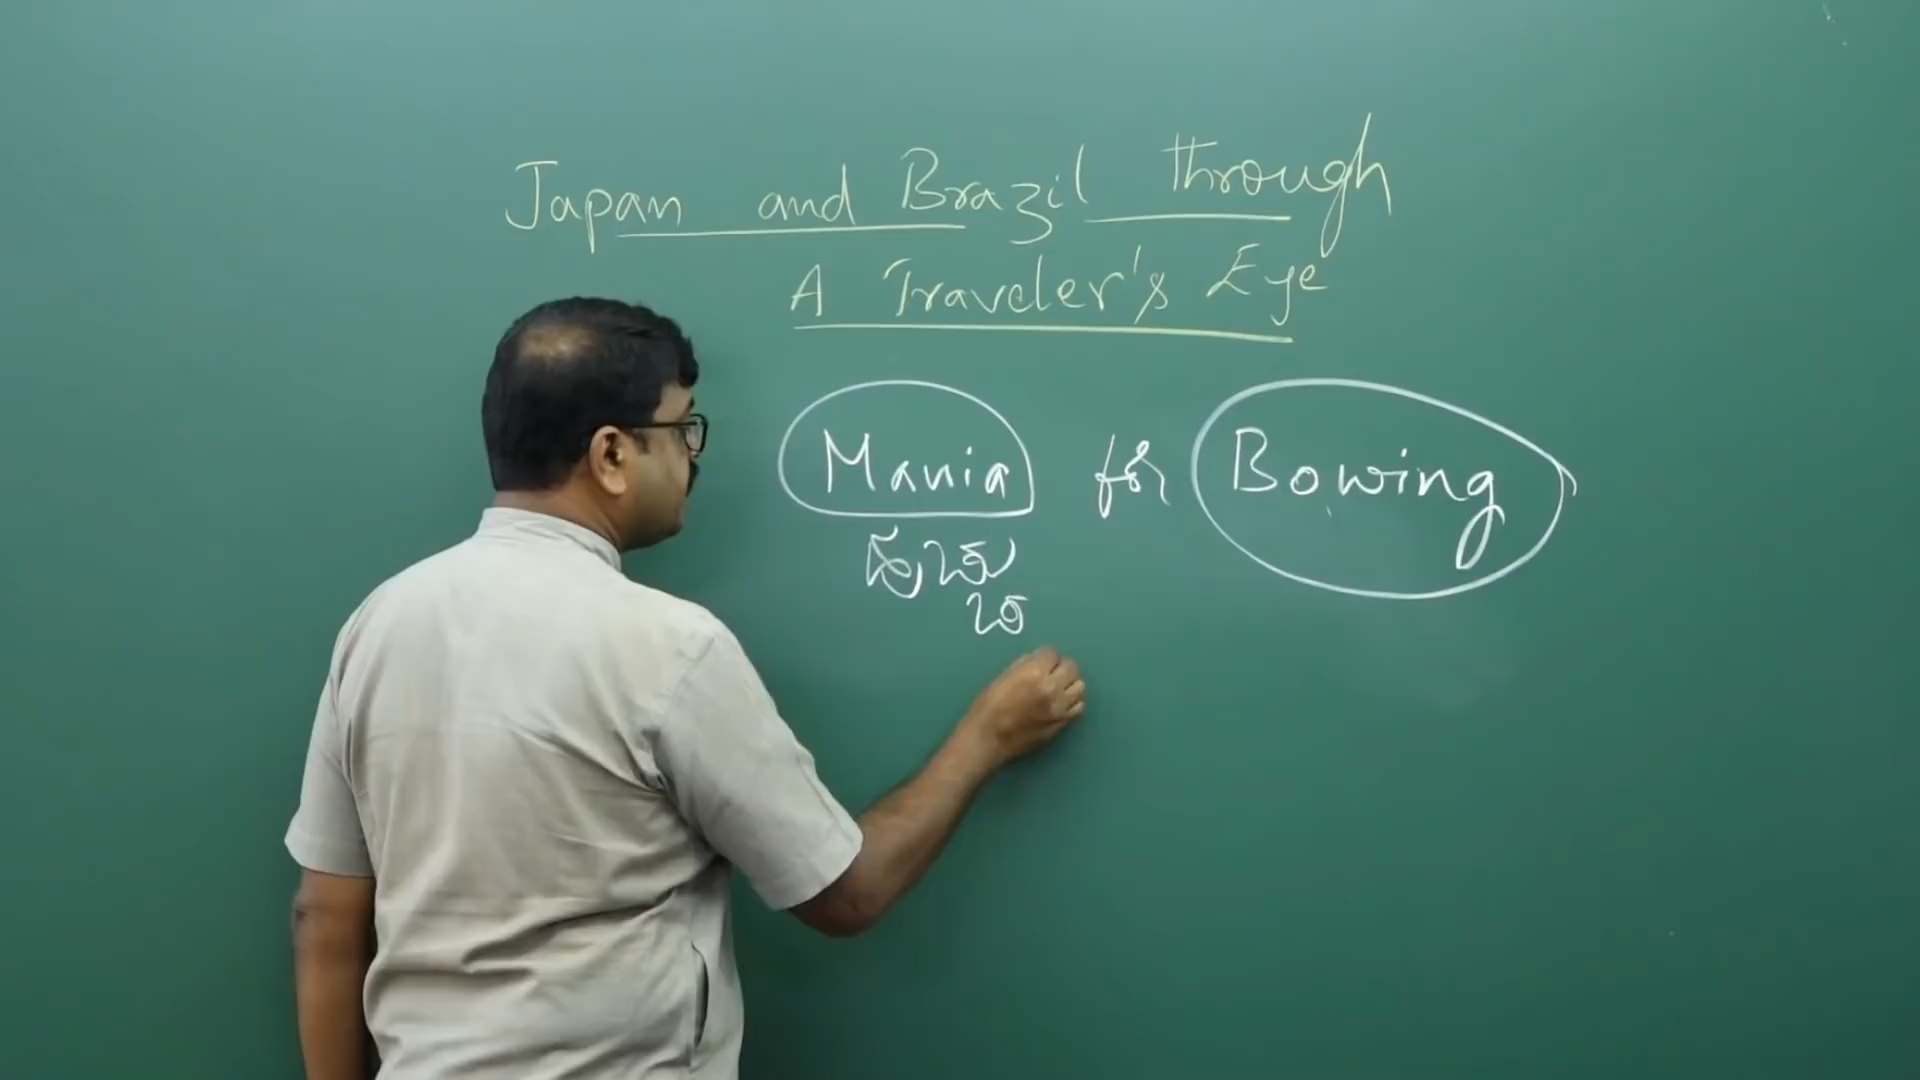 Japan and Brazil through
A Traveler's Eye
Mania for Bowing
ಹುಚ್ಚು